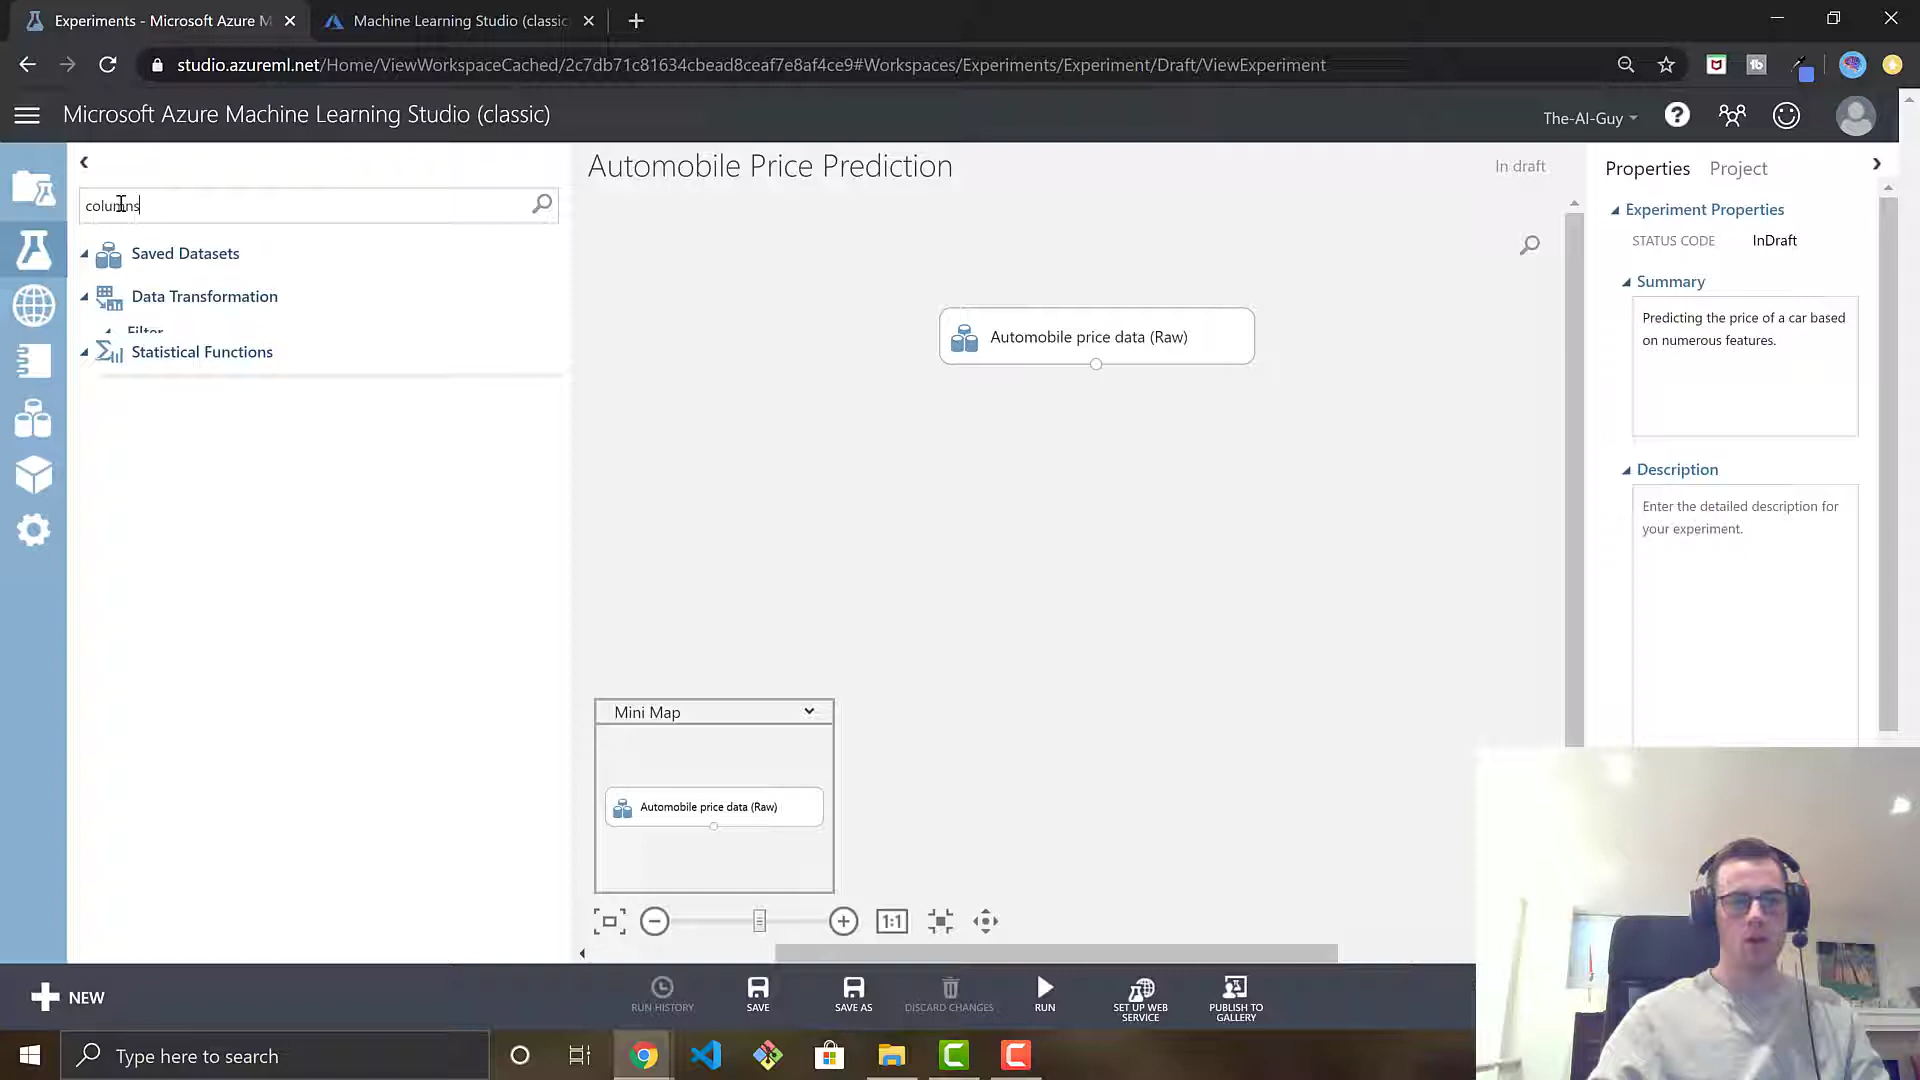 Experiments - Microsoft Azure M
Machine Learning Studio (classic
studio.azureml.net/Home/ViewWorkspaceCached/2c7db71c81634cbead8ceaf7e8af4ce9#Workspaces/Experiments/Experiment/Draft/ViewExperiment
Microsoft Azure Machine Learning Studio (classic)
The-AI-Guy
columns
Saved Datasets
Data Transformation
Filter
Statistical Functions
Automobile Price Prediction
In draft
Automobile price data (Raw)
Mini Map
Automobile price data (Raw)
1:1
Properties Project
Experiment Properties
STATUS CODE InDraft
Summary
Predicting the price of a car based
on numerous features.
Description
Enter the detailed description for
your experiment.
NEW
RUN HISTORY
SAVE
SAVE AS
DISCARD CHANGES
RUN
SET UP WEB
SERVICE
PUBLISH TO
GALLERY
Type here to search